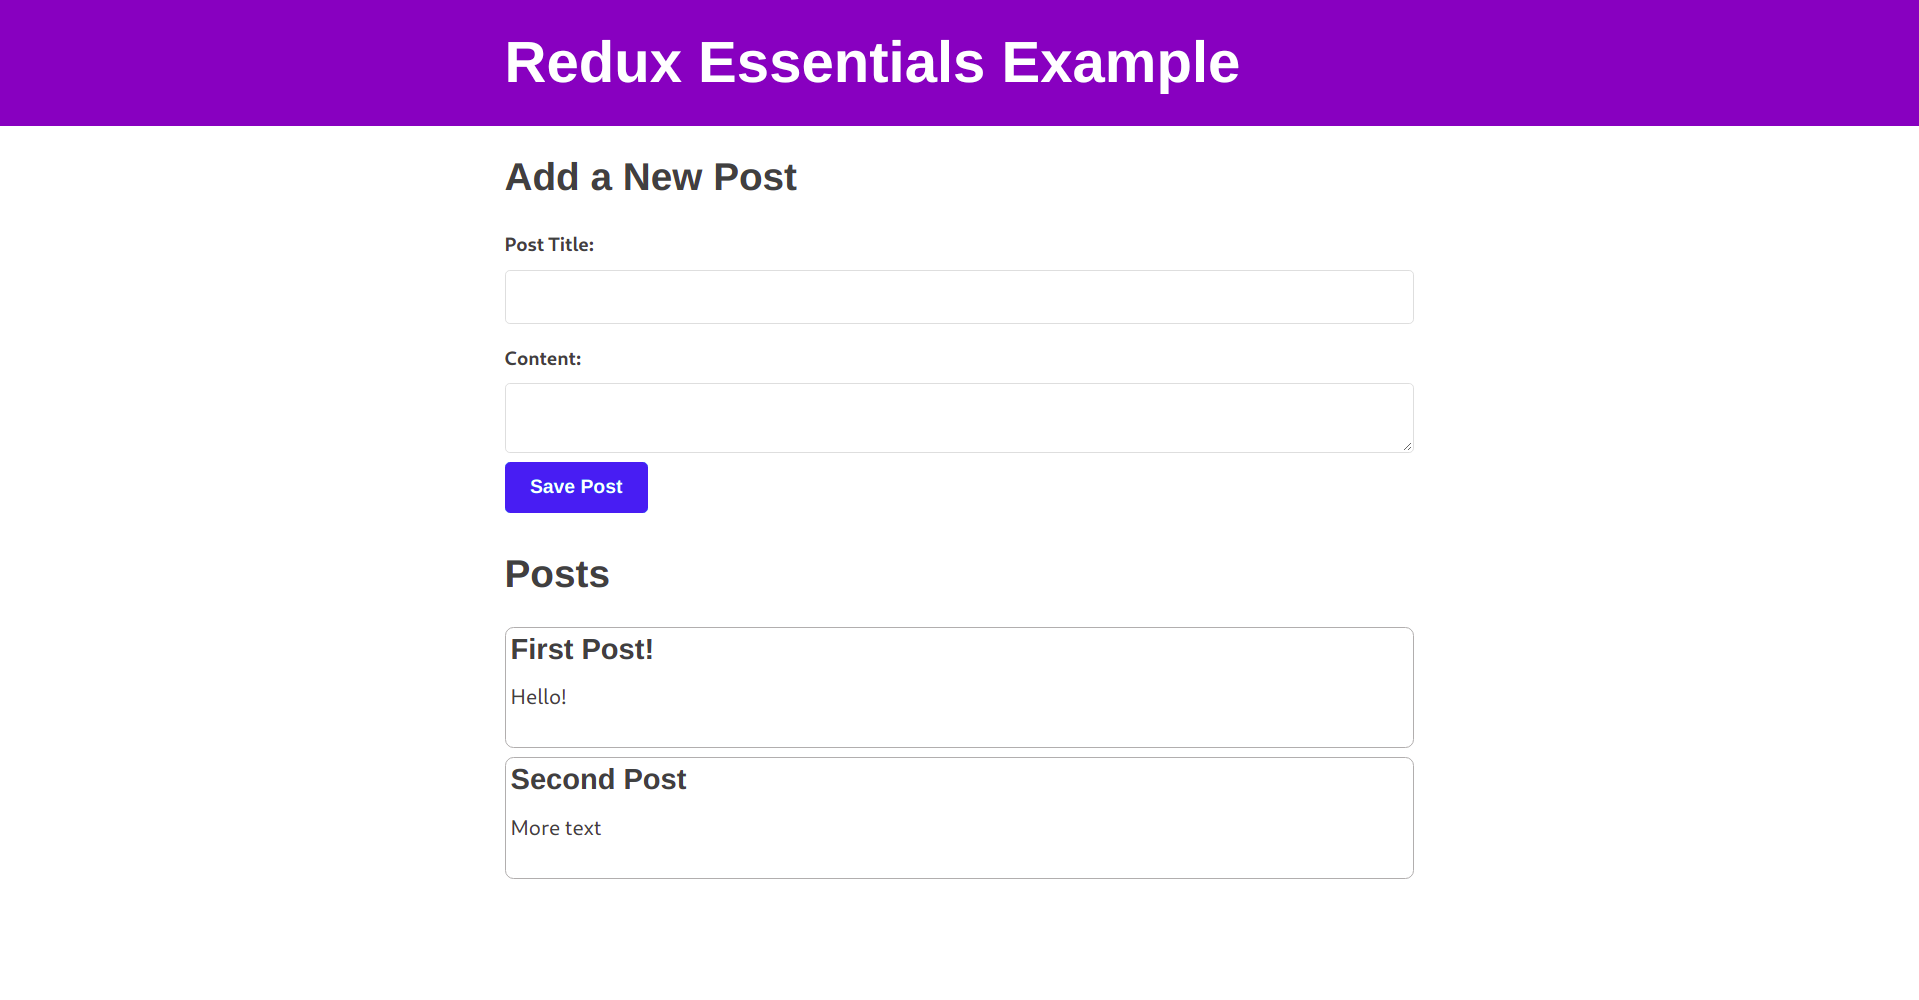 Redux Essentials Example
Add a New Post
Post Title:
Content:
Save Post
Posts
First Post!
Hello!
Second Post
More text